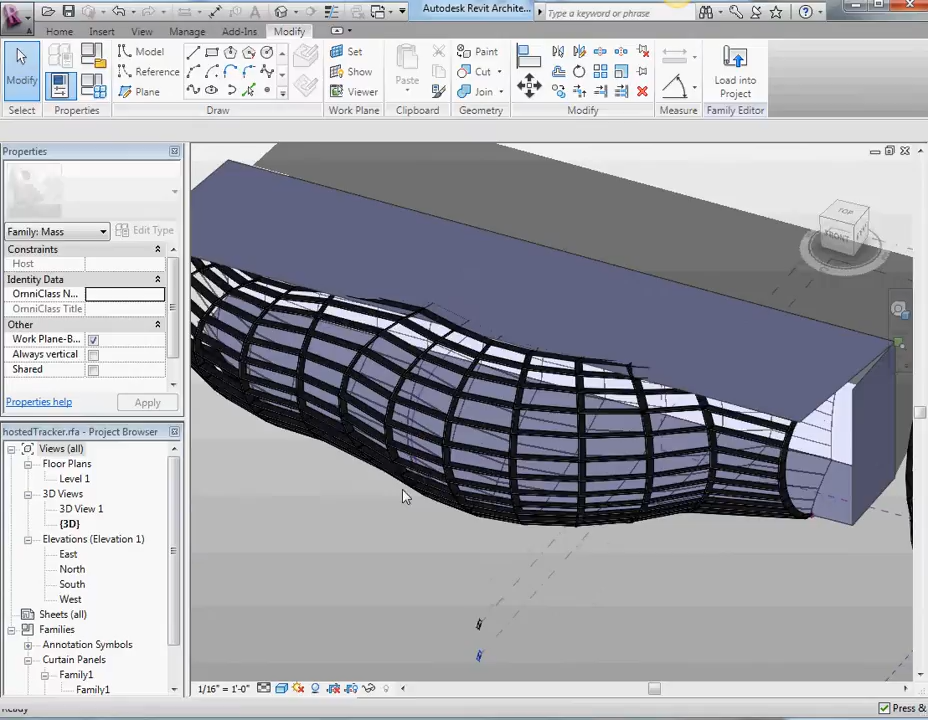 Autodesk Revit Archite...
Type a keyword or phrase
Home Insert View Manage Add-Ins Modify
Modify
Model
Reference
Plane
Set
Show
Viewer
Paste
Paint
Cut
Join
Load into
Project
Select Properties Draw Work Plane Clipboard Geometry Modify Measure Family Editor
Properties
Family: Mass Edit Type
Constraints
Host
Identity Data
OmniClass N...
OmniClass Title
Other
Work Plane-B...
Always vertical
Shared
Properties help Apply
hostedTracker.rfa - Project Browser
Views (all)
Floor Plans
Level 1
3D Views
3D View 1
{3D}
Elevations (Elevation 1)
East
North
South
West
Sheets (all)
Families
Annotation Symbols
Curtain Panels
Family1
Family1
TOP
FRONT
1/16" = 1'-0"
Ready
Press &